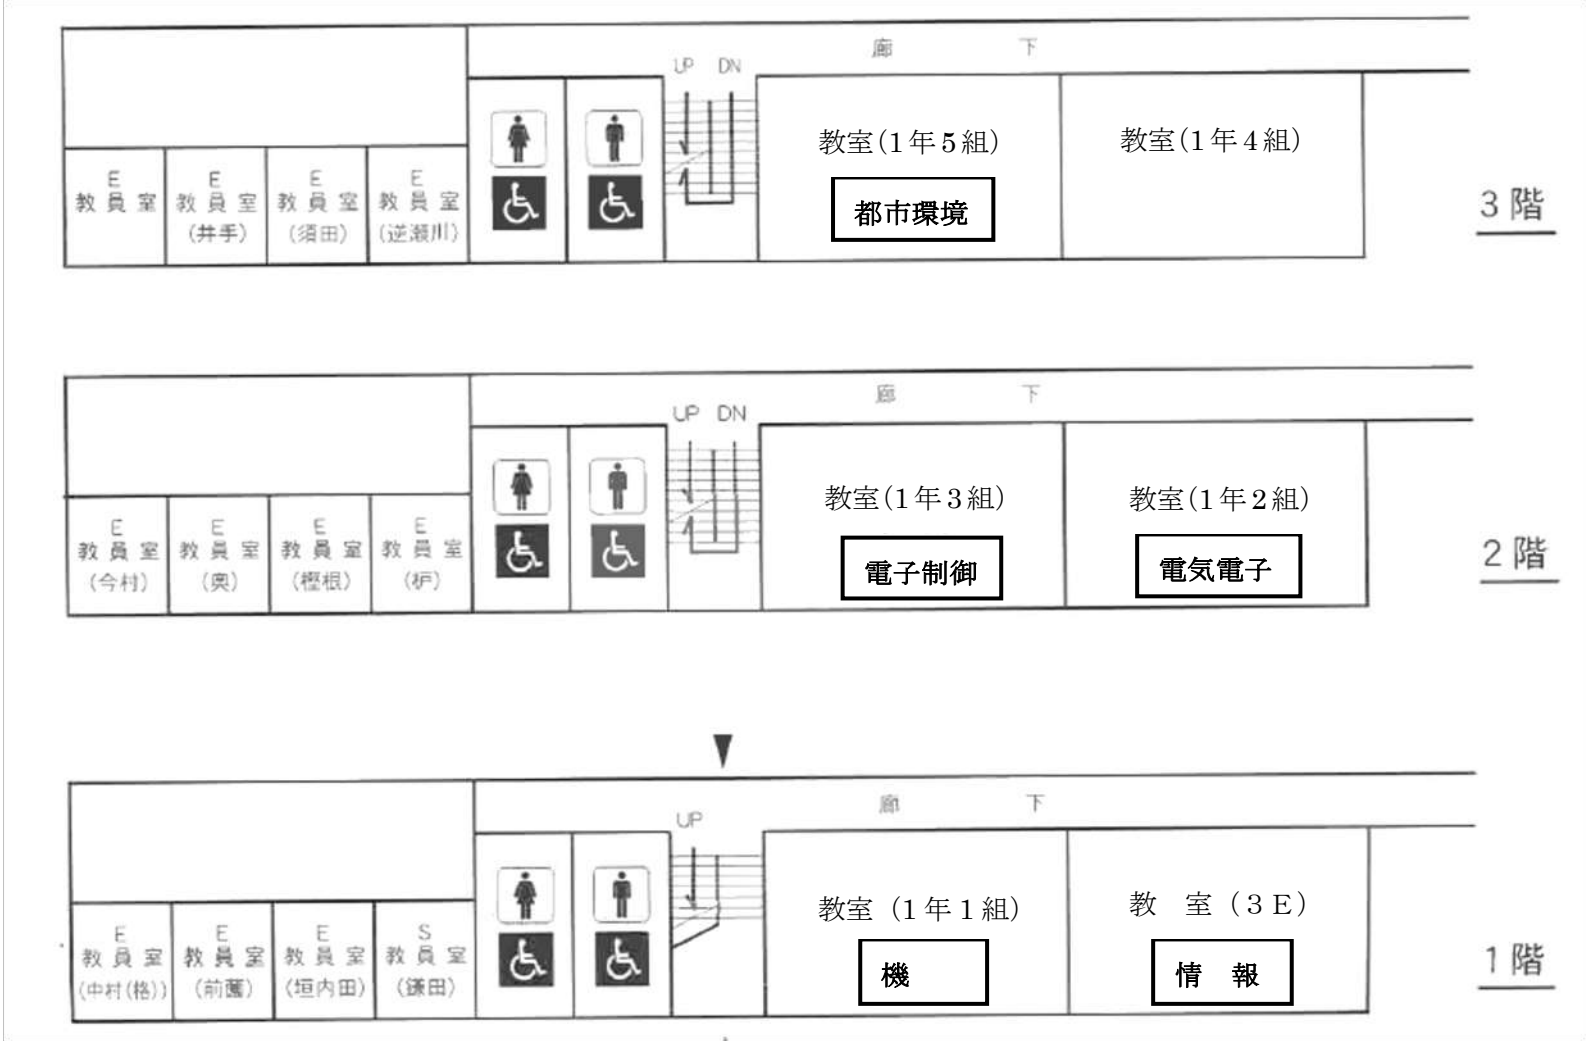 廊 下
UP DN
教室(1年5組)
教室(1年4組)
都市環境
3階
E
教員室
E
教員室
(井手)
E
教員室
(須田)
E
教員室
(逆瀬川)
廊 下
UP DN
教室(1年3組)
教室(1年2組)
電子制御
電気電子
2階
E
教員室
(今村)
E
教員室
(奥)
E
教員室
(樫根)
E
教員室
(枦)
廊 下
UP
教室(1年1組)
教 室(3E)
機
情 報
1階
E
教員室
(中村(格))
E
教員室
(前薗)
E
教員室
(垣内田)
S
教員室
(鎌田)